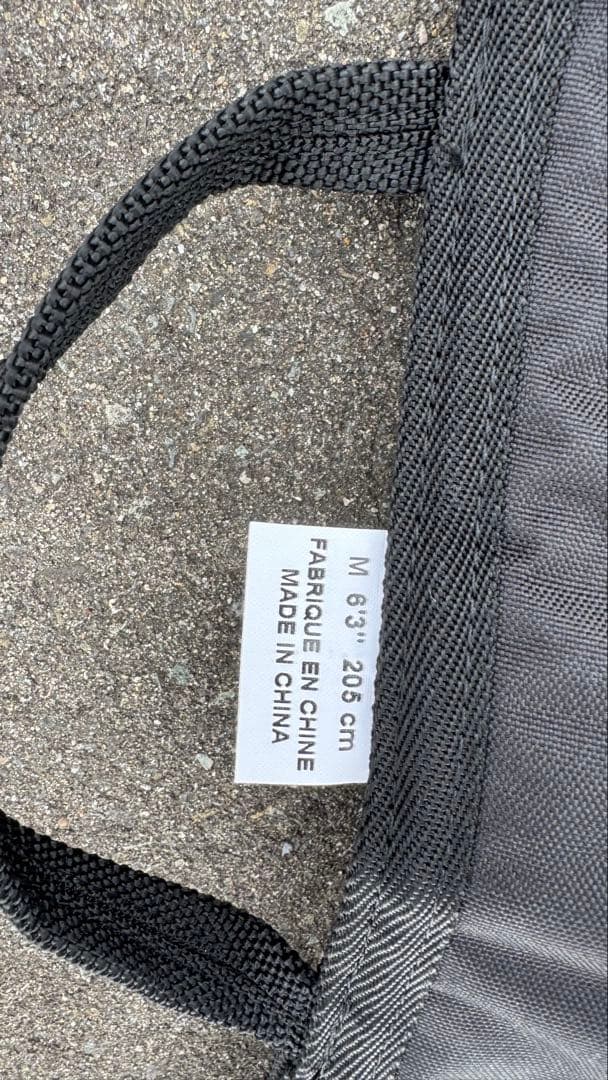 M 6'3" 205 cm
FABRIQUE EN CHINE
MADE IN CHINA